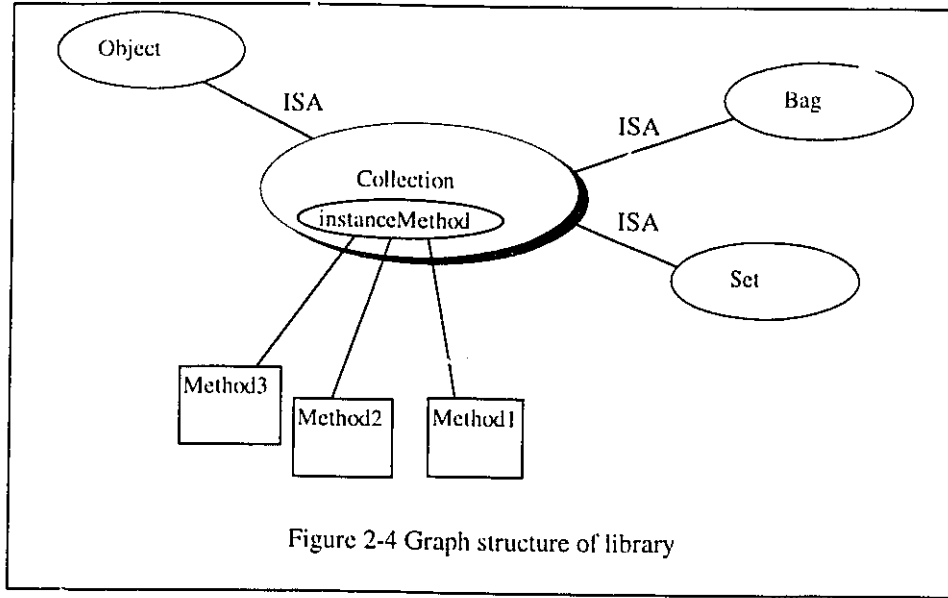 Object
ISA
Bag
ISA
Collection
instanceMethod
ISA
Set
Method3
Method2
Method1
Figure 2-4 Graph structure of library